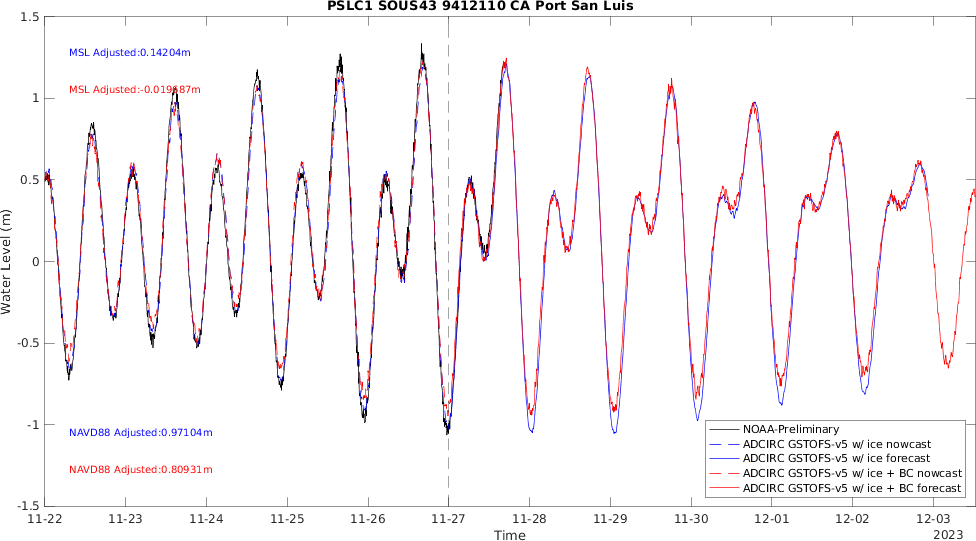 PSLC1 SOUS43 9412110 CA Port San Luis
1.5
MSL Adjusted:0.14204m
MSL Adjusted:-0.019687m
1
0.5
0
-0.5
-1
-1.5
Water Level (m)
NAVD88 Adjusted:0.97104m
NAVD88 Adjusted:0.80931m
NOAA-Preliminary
ADCIRC GSTOFS-v5 w/ ice nowcast
ADCIRC GSTOFS-v5 w/ ice forecast
ADCIRC GSTOFS-v5 w/ ice + BC nowcast
ADCIRC GSTOFS-v5 w/ ice + BC forecast
11-22 11-23 11-24 11-25 11-26 11-27 11-28 11-29 11-30 12-01 12-02 12-03
Time
2023